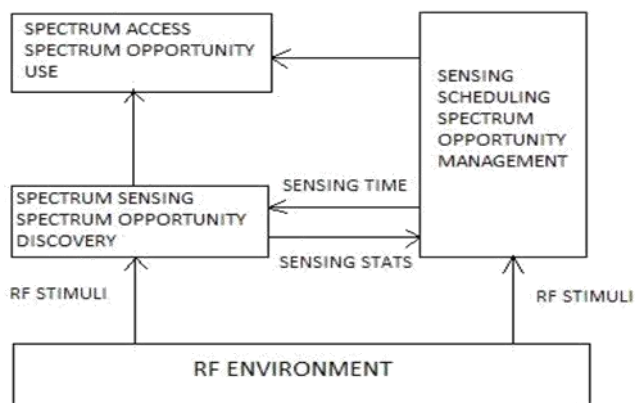 SPECTRUM ACCESS
SPECTRUM OPPORTUNITY
USE
SENSING
SCHEDULING
SPECTRUM
OPPORTUNITY
MANAGEMENT
SPECTRUM SENSING
SPECTRUM OPPORTUNITY
DISCOVERY
SENSING TIME
SENSING STATS
RF STIMULI
RF STIMULI
RF ENVIRONMENT